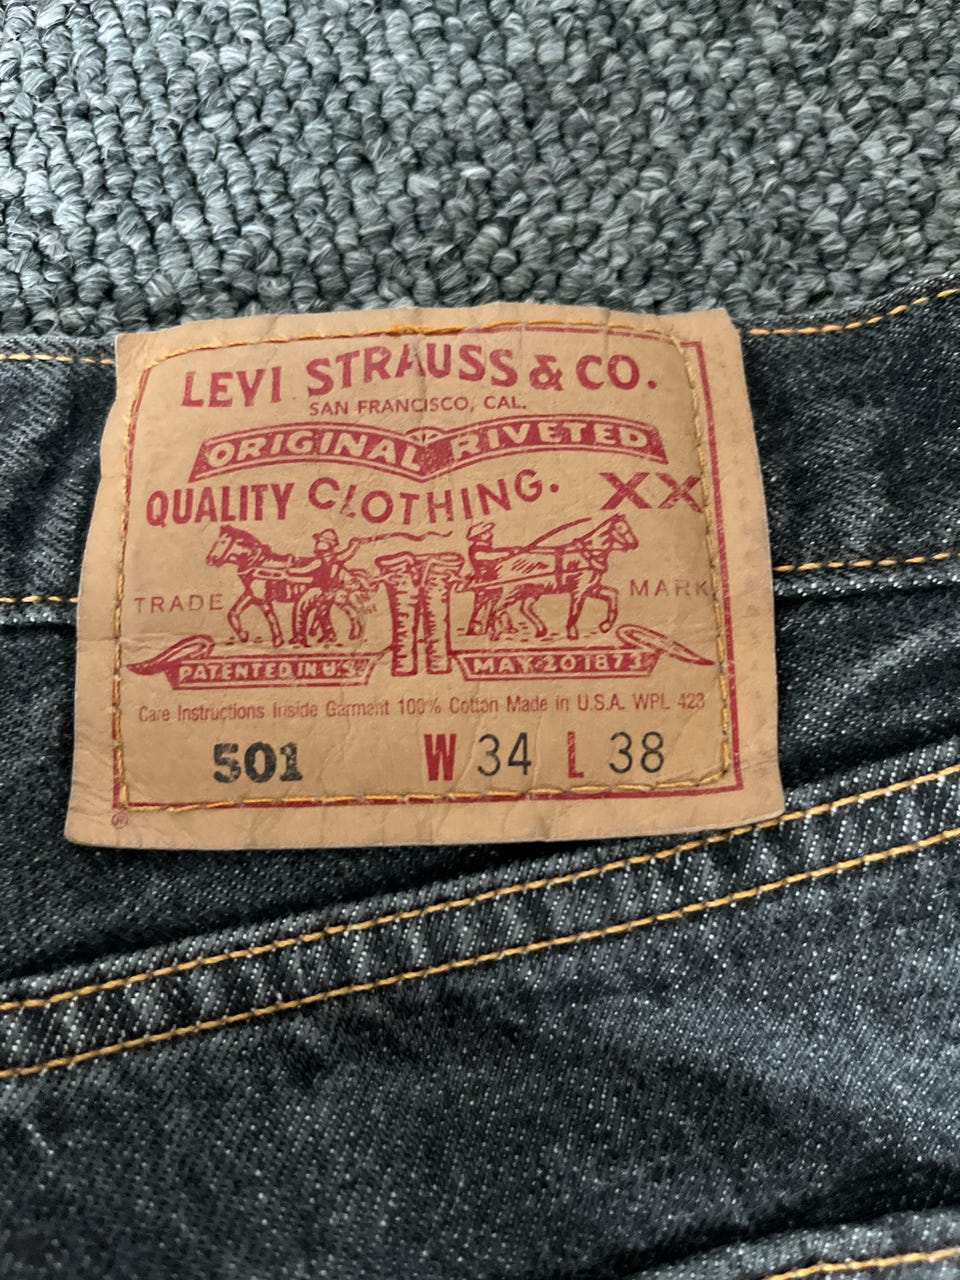 LEVI STRAUSS & CO.
SAN FRANCISCO, CAL.
ORIGINAL RIVETED
QUALITY CLOTHING. XX
TRADE MARK
PATENTED IN U.S. MAY 20 1873
Care Instructions Inside Garment 100% Cotton Made in U.S.A. WPL 423
501 W 34 L 38
®